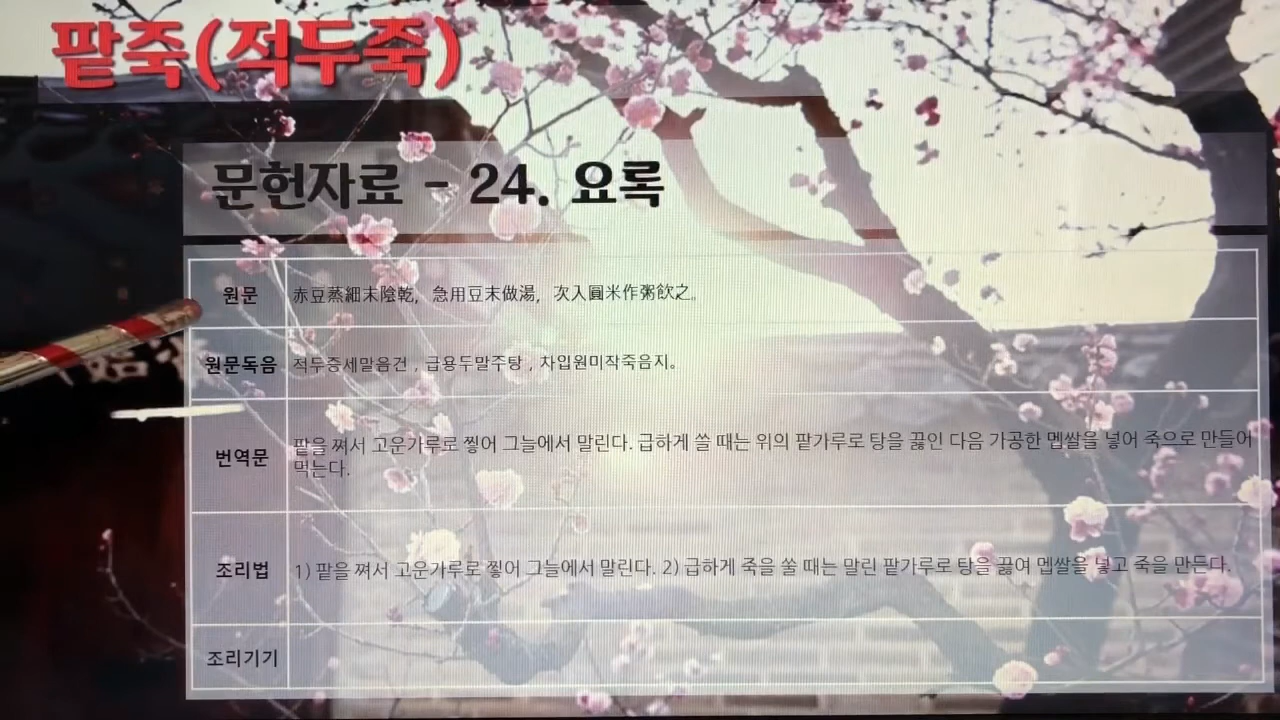 팥죽(적두죽)
문헌자료 - 24. 요록
원문
赤豆蒸細末陰乾, 急用豆末做湯, 次入圓米作粥飮之.
원문독음
적두증세말음건 , 급용두말주탕 , 차입원미작죽음지.
번역문
팥을 쪄서 고운가루로 찧어 그늘에서 말린다. 급하게 쓸 때는 위의 팥가루로 탕을 끓인 다음 가공한 멥쌀을 넣어 죽으로 만들어
먹는다.
조리법
1) 팥을 쪄서 고운가루로 찧어 그늘에서 말린다. 2) 급하게 죽을 쑬 때는 말린 팥가루로 탕을 끓여 멥쌀을 넣고 죽을 만든다.
조리기기